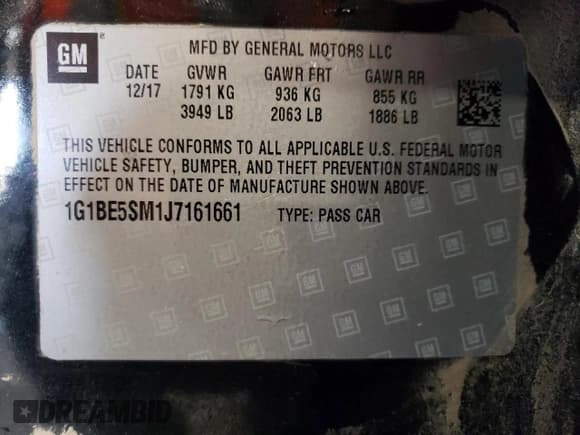 GM
MFD BY GENERAL MOTORS LLC
DATE GVWR GAWR FRT GAWR RR
12/17 1791 KG 936 KG 855 KG
3949 LB 2063 LB 1886 LB
THIS VEHICLE CONFORMS TO ALL APPLICABLE U.S. FEDERAL MOTOR
VEHICLE SAFETY, BUMPER, AND THEFT PREVENTION STANDARDS IN
EFFECT ON THE DATE OF MANUFACTURE SHOWN ABOVE.
1G1BE5SM1J7161661 TYPE: PASS CAR
DREAMBID